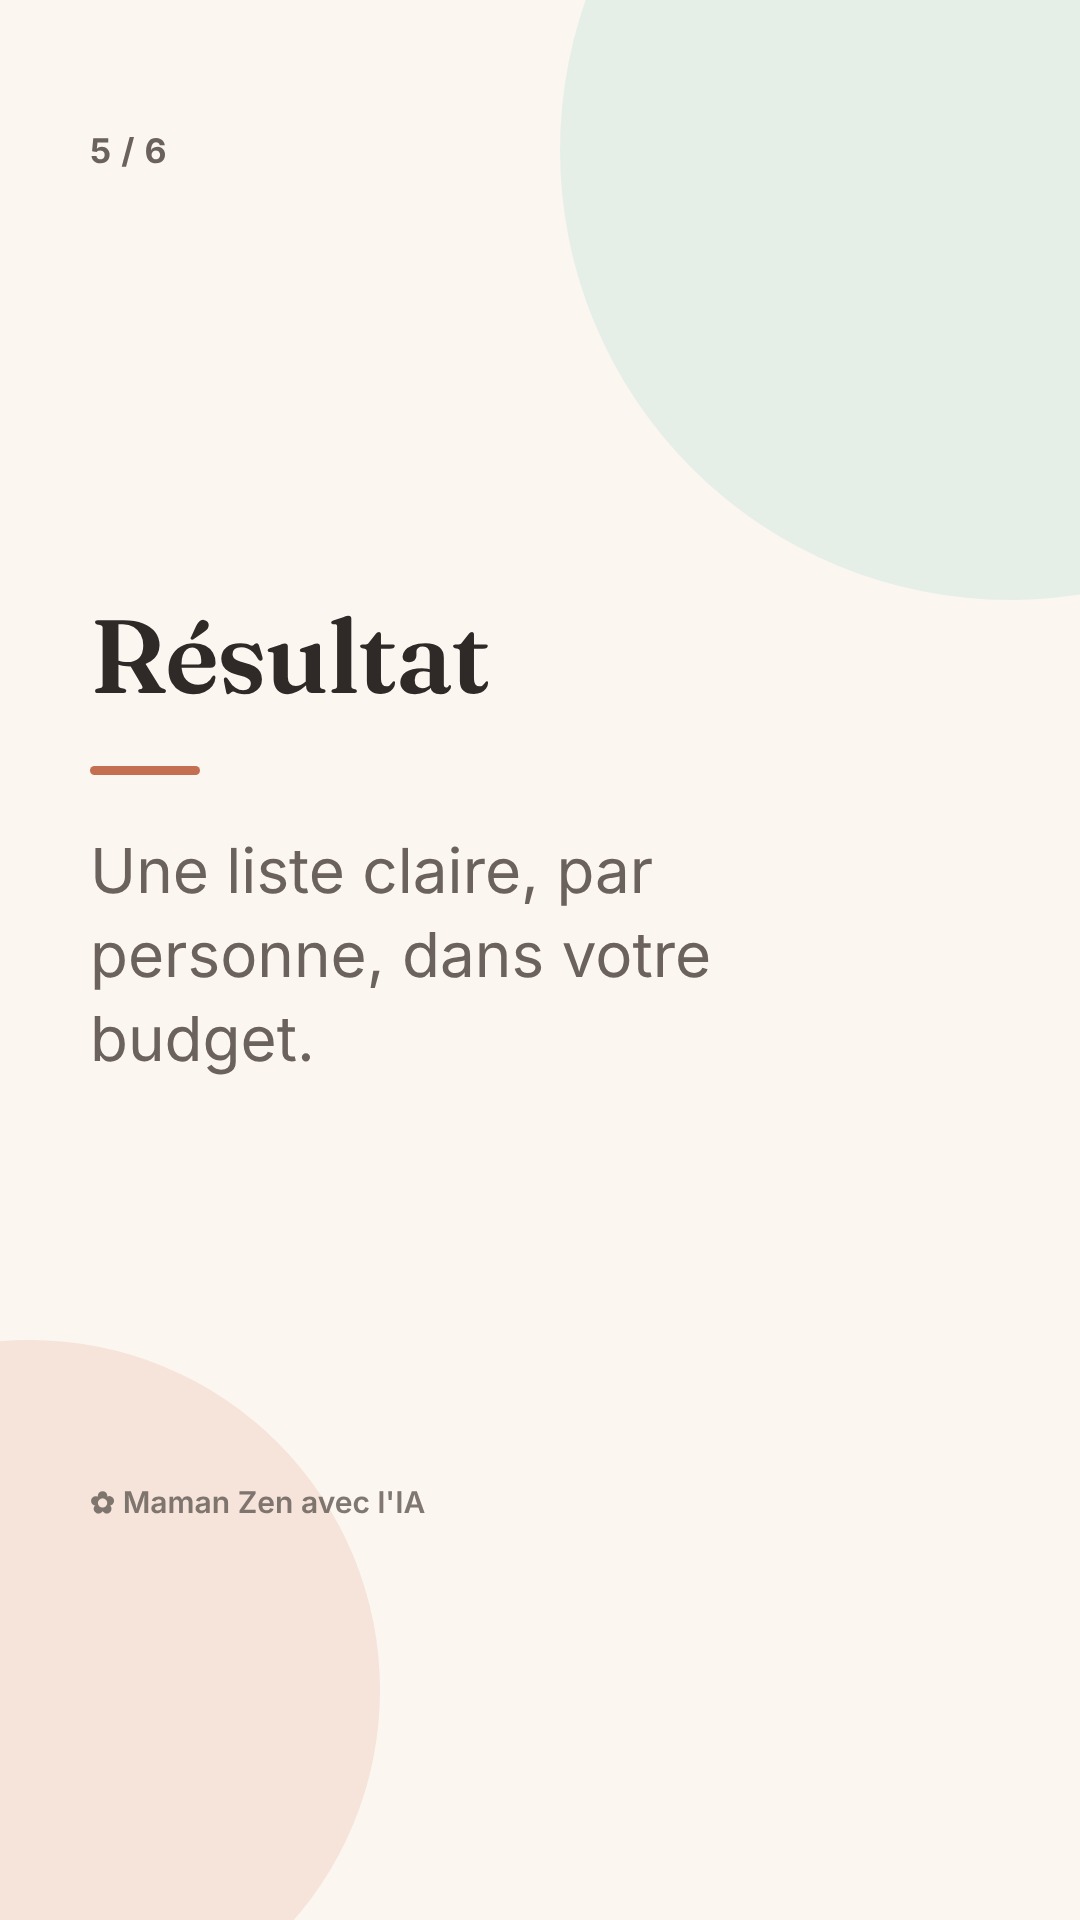 5 / 6
Résultat
Une liste claire, par
personne, dans votre
budget.
✿ Maman Zen avec l'IA